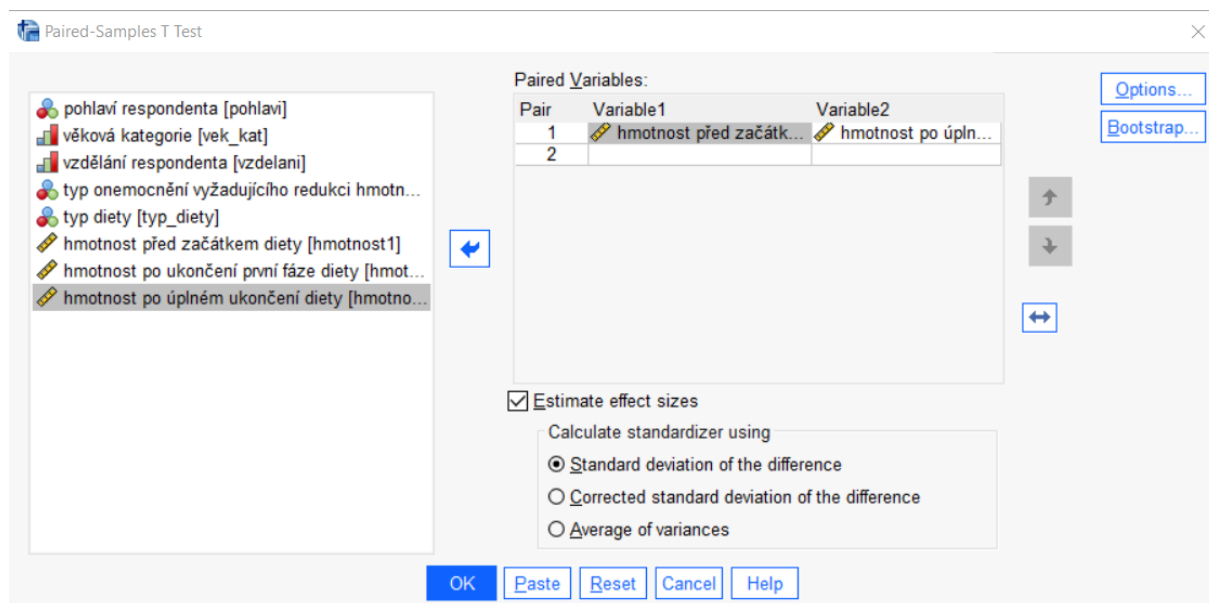 Paired-Samples T Test
pohlaví respondenta [pohlavi]
věková kategorie [vek_kat]
vzdělání respondenta [vzdelani]
typ onemocnění vyžadujícího redukci hmotn...
typ diety [typ_diety]
hmotnost před začátkem diety [hmotnost1]
hmotnost po ukončení první fáze diety [hmot...
hmotnost po úplném ukončení diety [hmotno...
Paired Variables:
Pair Variable1 Variable2
1 hmotnost před začátk... hmotnost po úpln...
2
Options...
Bootstrap...
Estimate effect sizes
Calculate standardizer using
Standard deviation of the difference
Corrected standard deviation of the difference
Average of variances
OK Paste Reset Cancel Help